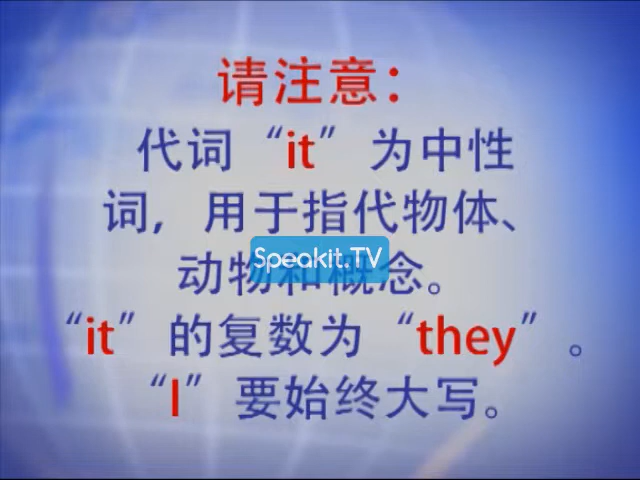 请注意：
代词“it”为中性
词，用于指代物体、
Speakit.TV
动物和概念。
“it”的复数为“they”。
“I”要始终大写。